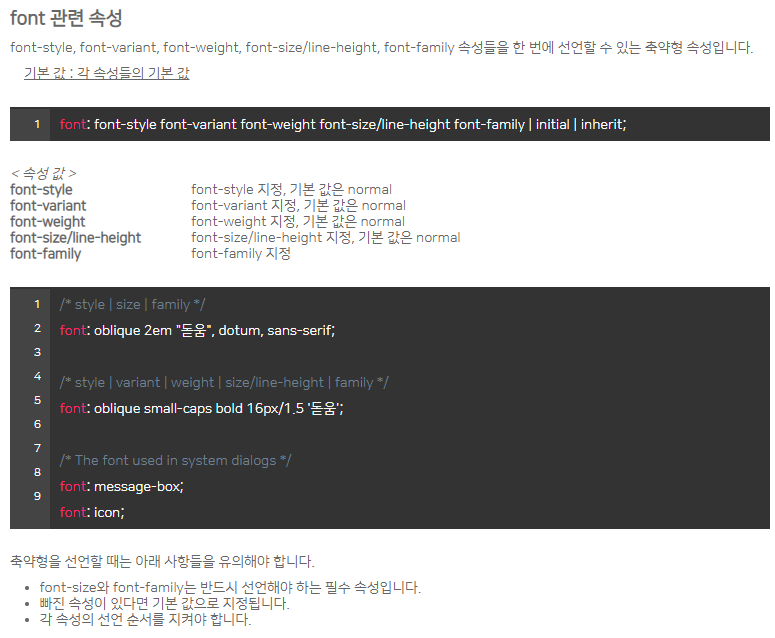 font 관련 속성
font-style, font-variant, font-weight, font-size/line-height, font-family 속성들을 한 번에 선언할 수 있는 축약형 속성입니다.
기본 값 : 각 속성들의 기본 값
1 font: font-style font-variant font-weight font-size/line-height font-family | initial | inherit;
< 속성 값 >
font-style font-style 지정, 기본 값은 normal
font-variant font-variant 지정, 기본 값은 normal
font-weight font-weight 지정, 기본 값은 normal
font-size/line-height font-size/line-height 지정, 기본 값은 normal
font-family font-family 지정
1 /* style | size | family */
2 font: oblique 2em "돋움", dotum, sans-serif;
3
4 /* style | variant | weight | size/line-height | family */
5 font: oblique small-caps bold 16px/1.5 '돋움';
6
7 /* The font used in system dialogs */
8 font: message-box;
9 font: icon;
축약형을 선언할 때는 아래 사항들을 유의해야 합니다.
• font-size와 font-family는 반드시 선언해야 하는 필수 속성입니다.
• 빠진 속성이 있다면 기본 값으로 지정됩니다.
• 각 속성의 선언 순서를 지켜야 합니다.